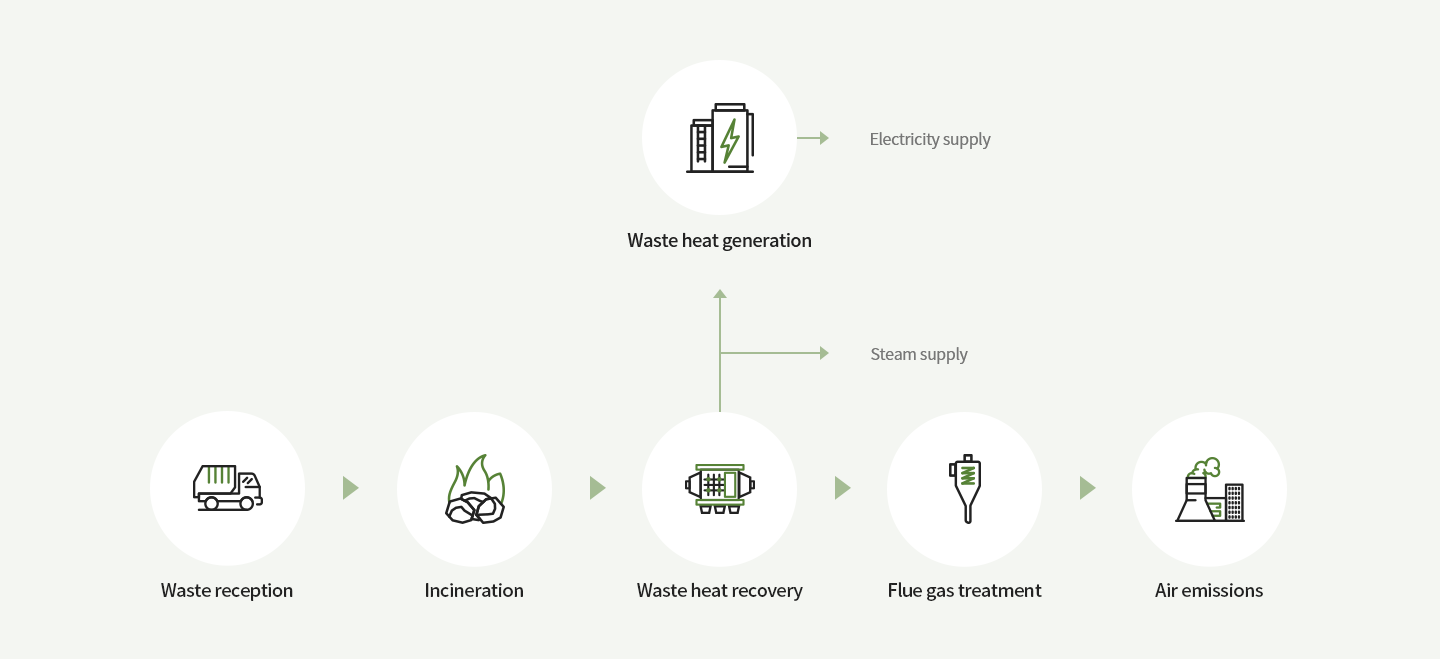 Electricity supply
Waste heat generation
Steam supply
Waste reception
Incineration
Waste heat recovery
Flue gas treatment
Air emissions